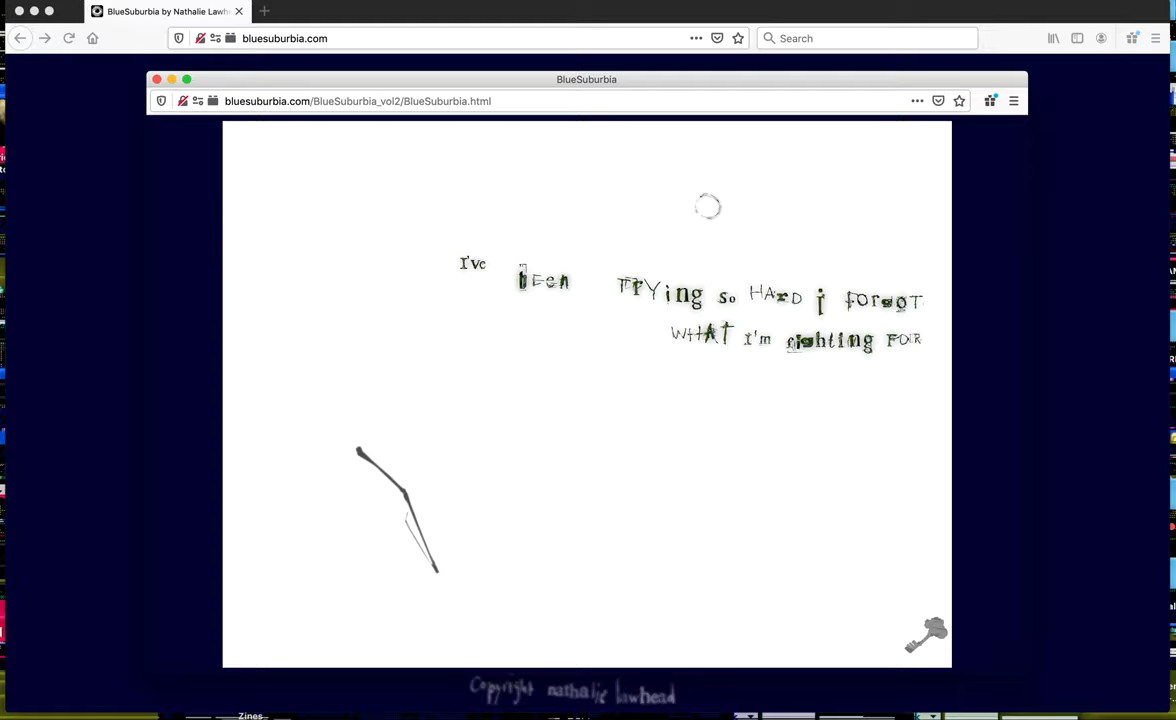 BlueSuburbia by Nathalie Lawhe
bluesuburbia.com
Search
BlueSuburbia
bluesuburbia.com/BlueSuburbia_vol2/BlueSuburbia.html
I've bEen TRYing so HArD i FORgOT
WHAT I'm fighting FOR
Copyright nathalie lawhead
Zines